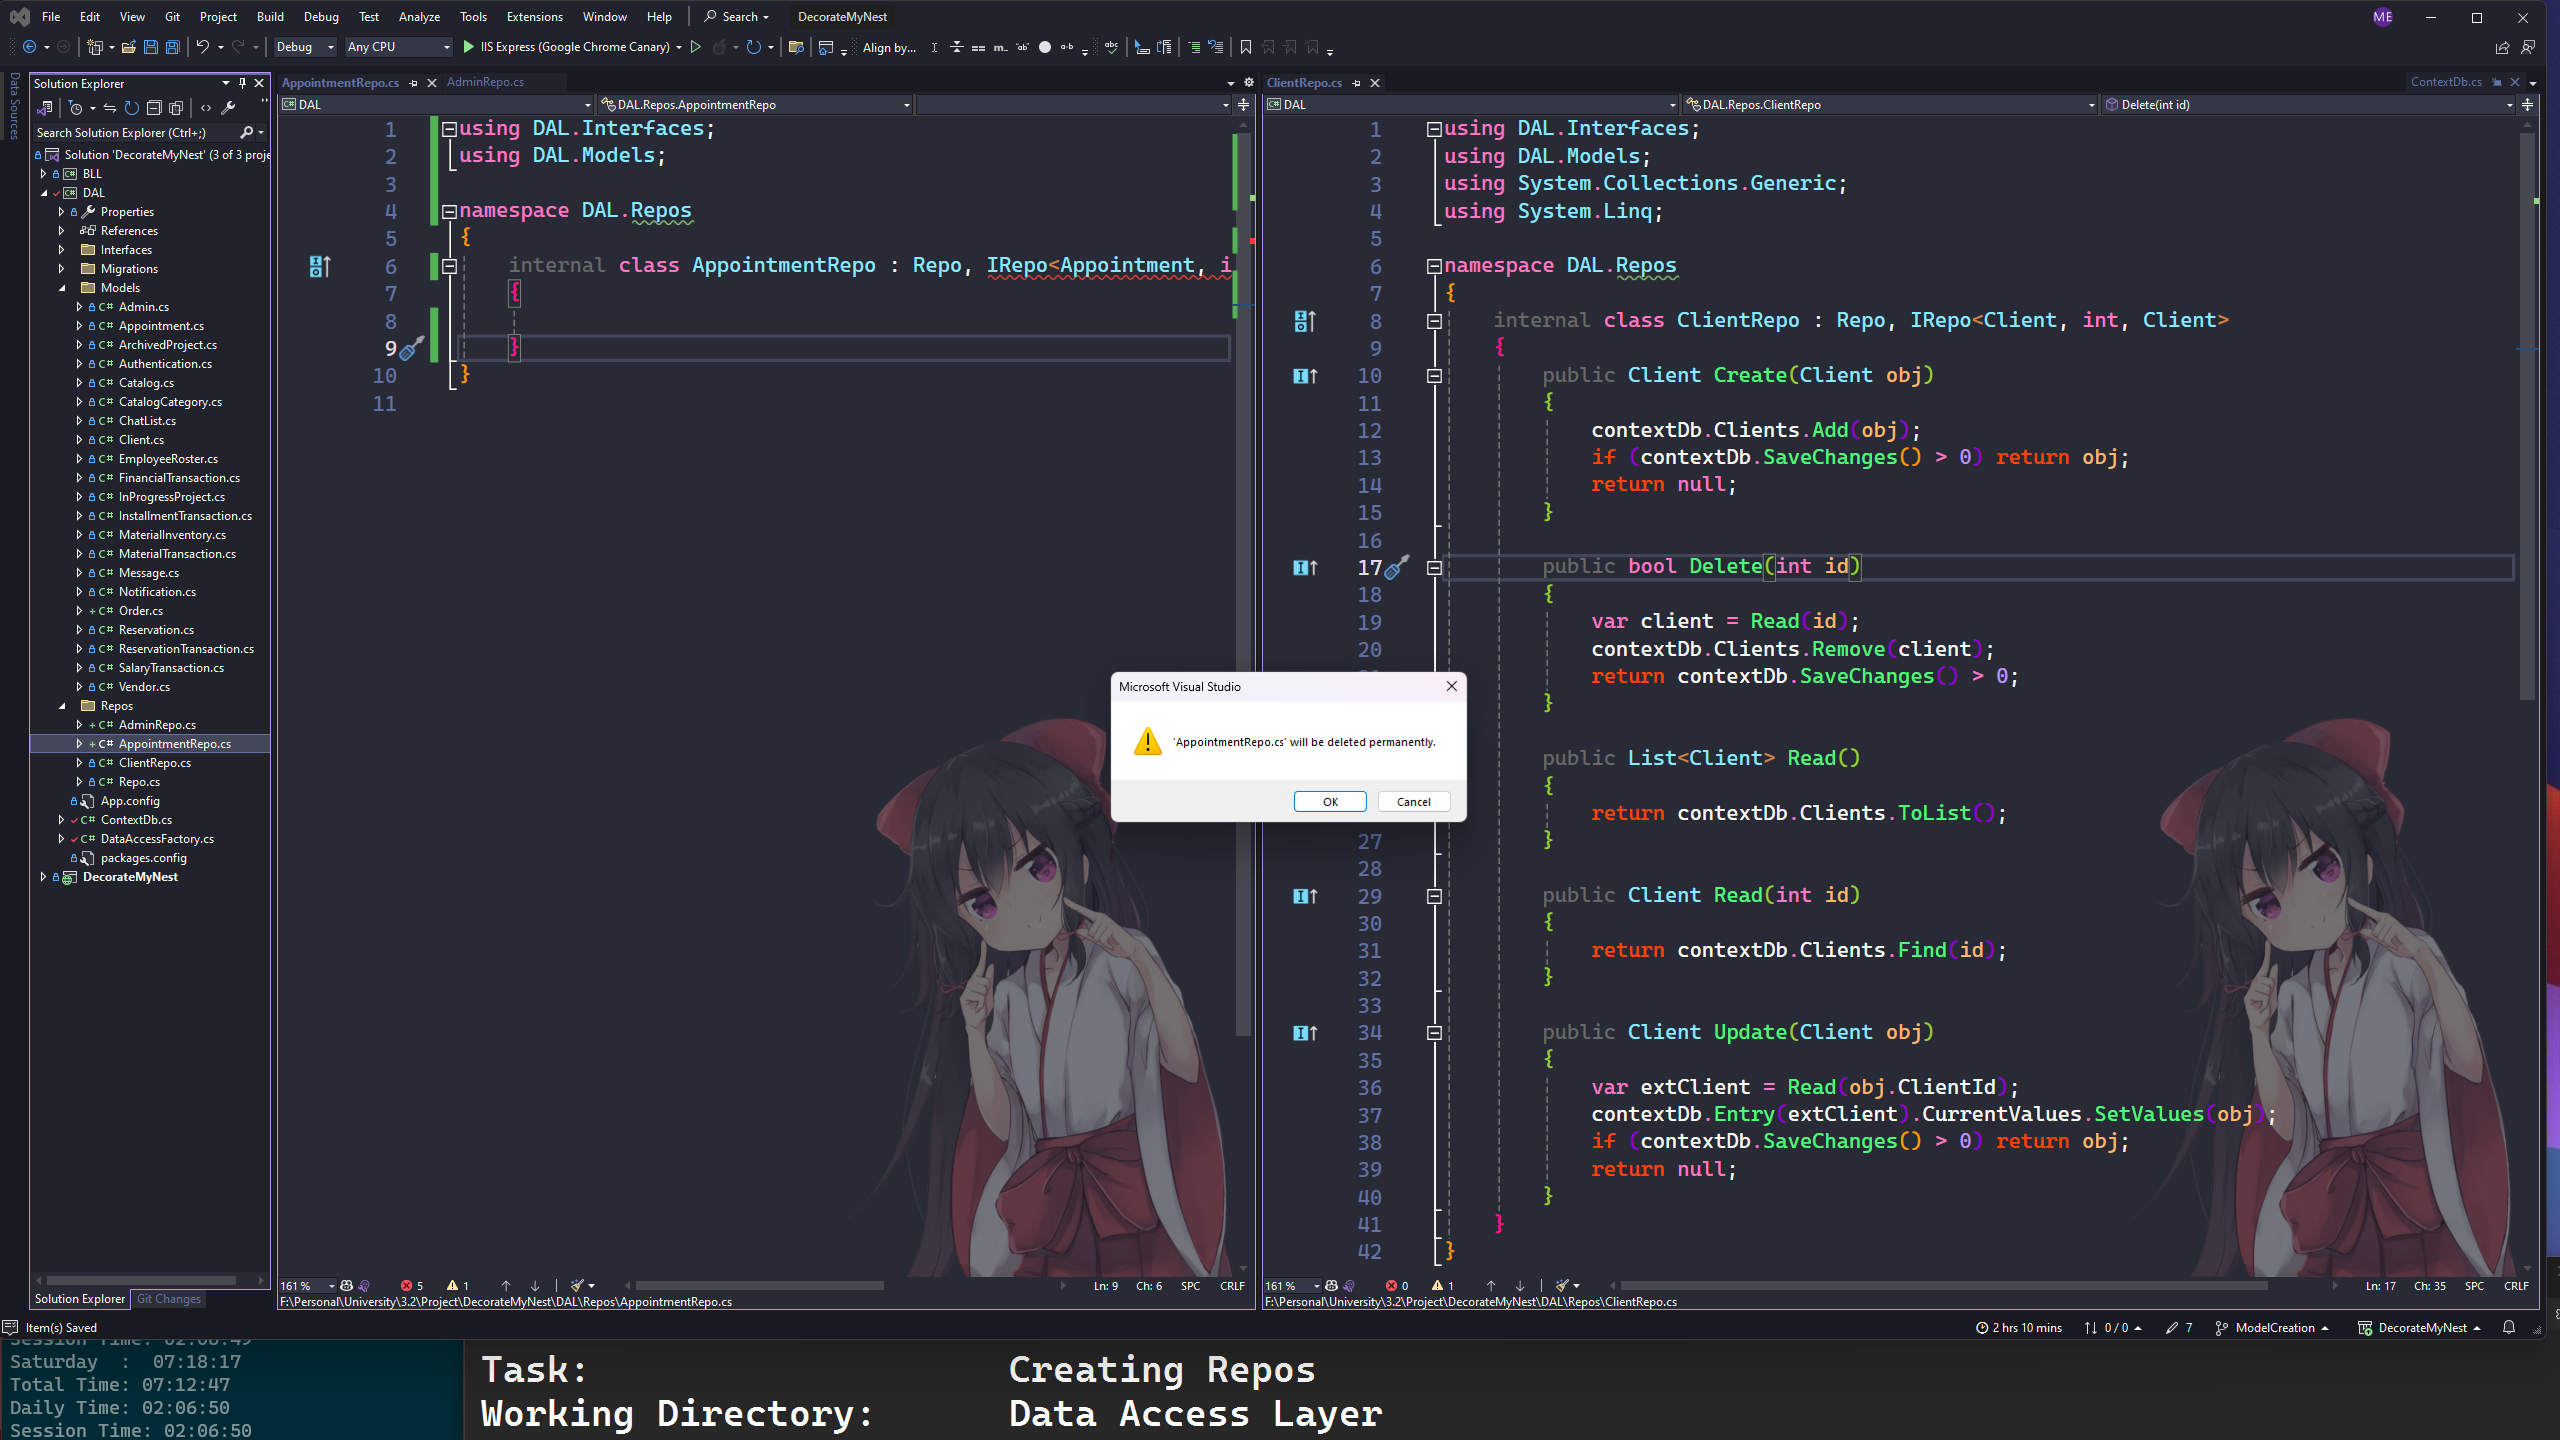 File Edit View Git Project Build Debug Test Analyze Tools Extensions Window Help Search DecorateMyNest ME
Debug Any CPU IIS Express (Google Chrome Canary) Align by...
Data Sources
Solution Explorer
Search Solution Explorer (Ctrl+;)
Solution 'DecorateMyNest' (3 of 3 proje
BLL
DAL
Properties
References
Interfaces
Migrations
Models
Admin.cs
Appointment.cs
ArchivedProject.cs
Authentication.cs
Catalog.cs
CatalogCategory.cs
ChatList.cs
Client.cs
EmployeeRoster.cs
FinancialTransaction.cs
InProgressProject.cs
InstallmentTransaction.cs
MaterialInventory.cs
MaterialTransaction.cs
Message.cs
Notification.cs
Order.cs
Reservation.cs
ReservationTransaction.cs
SalaryTransaction.cs
Vendor.cs
Repos
AdminRepo.cs
AppointmentRepo.cs
ClientRepo.cs
Repo.cs
App.config
ContextDb.cs
DataAccessFactory.cs
packages.config
DecorateMyNest
Solution Explorer Git Changes
AppointmentRepo.cs AdminRepo.cs
DAL DAL.Repos.AppointmentRepo
1 using DAL.Interfaces;
2 using DAL.Models;
3
4 namespace DAL.Repos
5 {
6 internal class AppointmentRepo : Repo, IRepo<Appointment, i
7 {
8
9 }
10 }
11
161 % 5 1 Ln: 9 Ch: 6 SPC CRLF
F:\Personal\University\3.2\Project\DecorateMyNest\DAL\Repos\AppointmentRepo.cs
ClientRepo.cs ContextDb.cs
DAL DAL.Repos.ClientRepo Delete(int id)
1 using DAL.Interfaces;
2 using DAL.Models;
3 using System.Collections.Generic;
4 using System.Linq;
5
6 namespace DAL.Repos
7 {
8 internal class ClientRepo : Repo, IRepo<Client, int, Client>
9 {
10 public Client Create(Client obj)
11 {
12 contextDb.Clients.Add(obj);
13 if (contextDb.SaveChanges() > 0) return obj;
14 return null;
15 }
16
17 public bool Delete(int id)
18 {
19 var client = Read(id);
20 contextDb.Clients.Remove(client);
return contextDb.SaveChanges() > 0;
}
public List<Client> Read()
{
return contextDb.Clients.ToList();
27 }
28
29 public Client Read(int id)
30 {
31 return contextDb.Clients.Find(id);
32 }
33
34 public Client Update(Client obj)
35 {
36 var extClient = Read(obj.ClientId);
37 contextDb.Entry(extClient).CurrentValues.SetValues(obj);
38 if (contextDb.SaveChanges() > 0) return obj;
39 return null;
40 }
41 }
42 }
161 % 0 1 Ln: 17 Ch: 35 SPC CRLF
F:\Personal\University\3.2\Project\DecorateMyNest\DAL\Repos\ClientRepo.cs
Microsoft Visual Studio
'AppointmentRepo.cs' will be deleted permanently.
OK Cancel
Item(s) Saved 2 hrs 10 mins 0 / 0 7 ModelCreation DecorateMyNest
Session Time: 02:06:49
Saturday : 07:18:17
Total Time: 07:12:47
Daily Time: 02:06:50
Session Time: 02:06:50
Task: Creating Repos
Working Directory: Data Access Layer